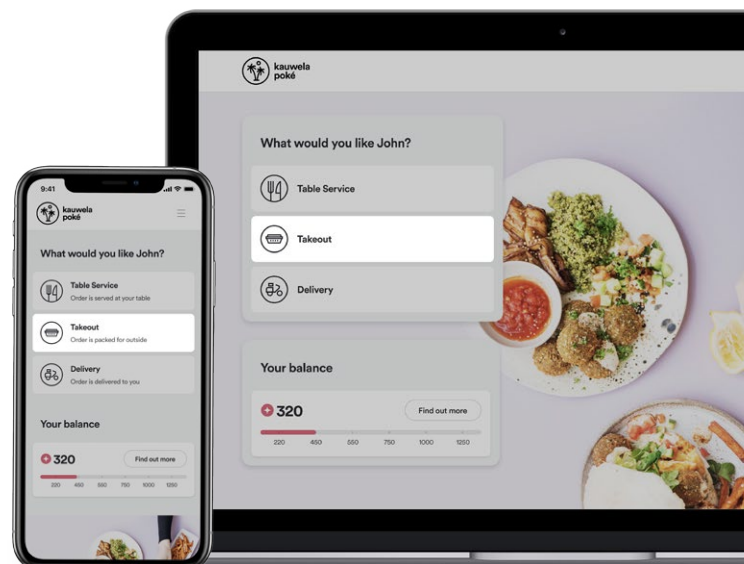 kauwela
poké
What would you like John?
Table Service
Takeout
Delivery
Your balance
320
Find out more
220 450 550 750 1000 1250
9:41
kauwela
poké
What would you like John?
Table Service
Order is served at your table
Takeout
Order is packed for outside
Delivery
Order is delivered to you
Your balance
320
Find out more
220 450 550 750 1000 1250